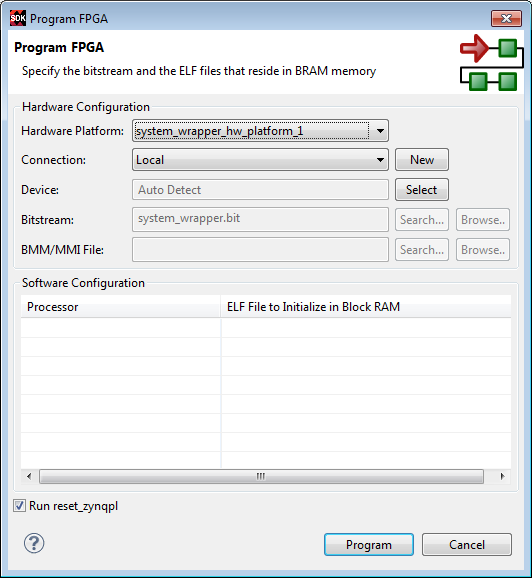 SDK Program FPGA
Program FPGA
Specify the bitstream and the ELF files that reside in BRAM memory
Hardware Configuration
Hardware Platform: system_wrapper_hw_platform_1
Connection: Local New
Device: Auto Detect Select
Bitstream: system_wrapper.bit Search... Browse..
BMM/MMI File: Search... Browse..
Software Configuration
Processor ELF File to Initialize in Block RAM
Run reset_zynqpl
? Program Cancel